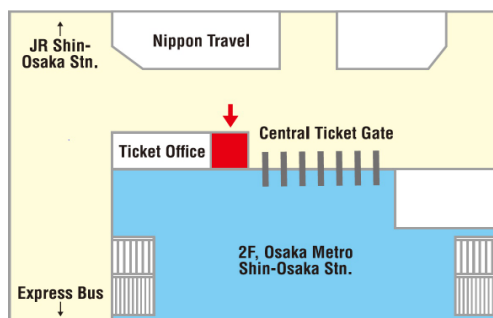 ↑
JR Shin-
Osaka Stn.
Nippon Travel
Ticket Office
Central Ticket Gate
2F, Osaka Metro
Shin-Osaka Stn.
Express Bus
↓